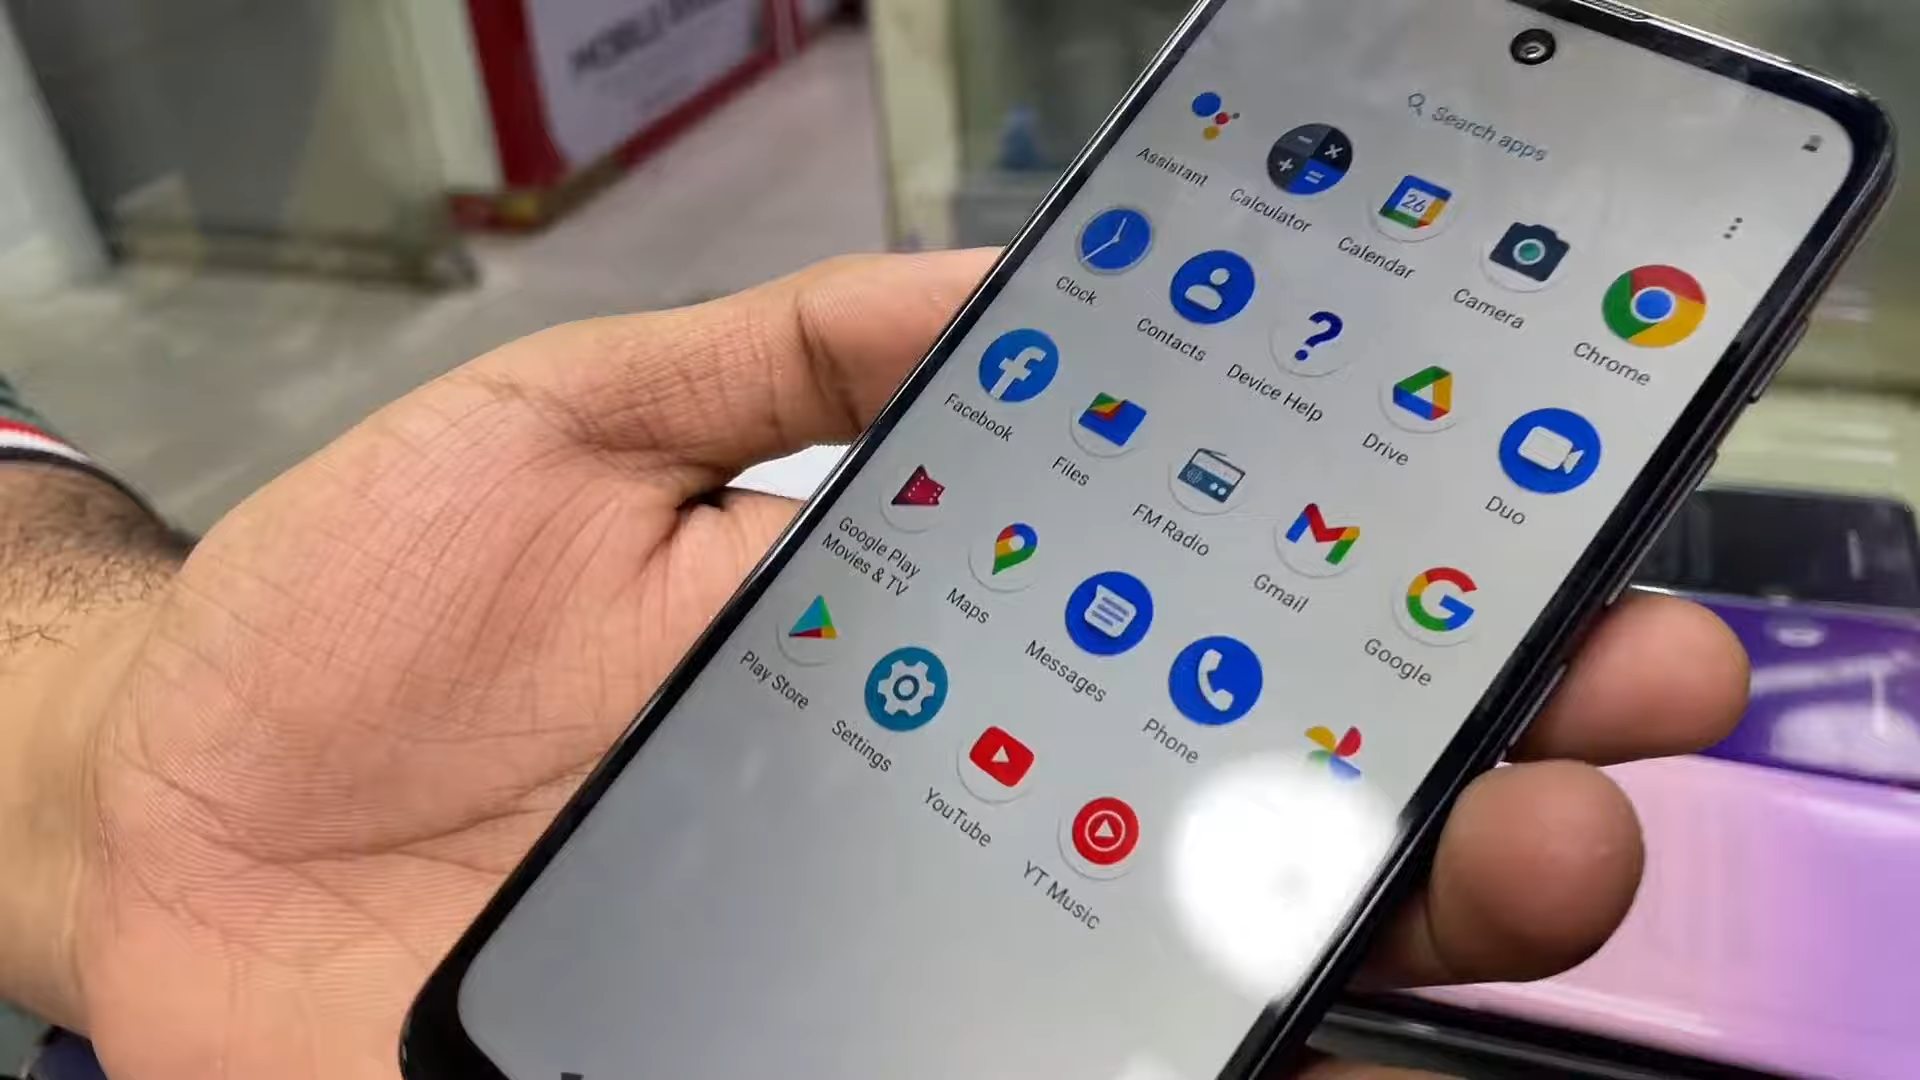 MOBILE
Search apps
Assistant
Calculator
26
Calendar
Camera
Chrome
Clock
Contacts
Device Help
Drive
Duo
Facebook
Files
FM Radio
Gmail
Google
Google Play
Movies & TV
Maps
Messages
Phone
Play Store
Settings
YouTube
YT Music